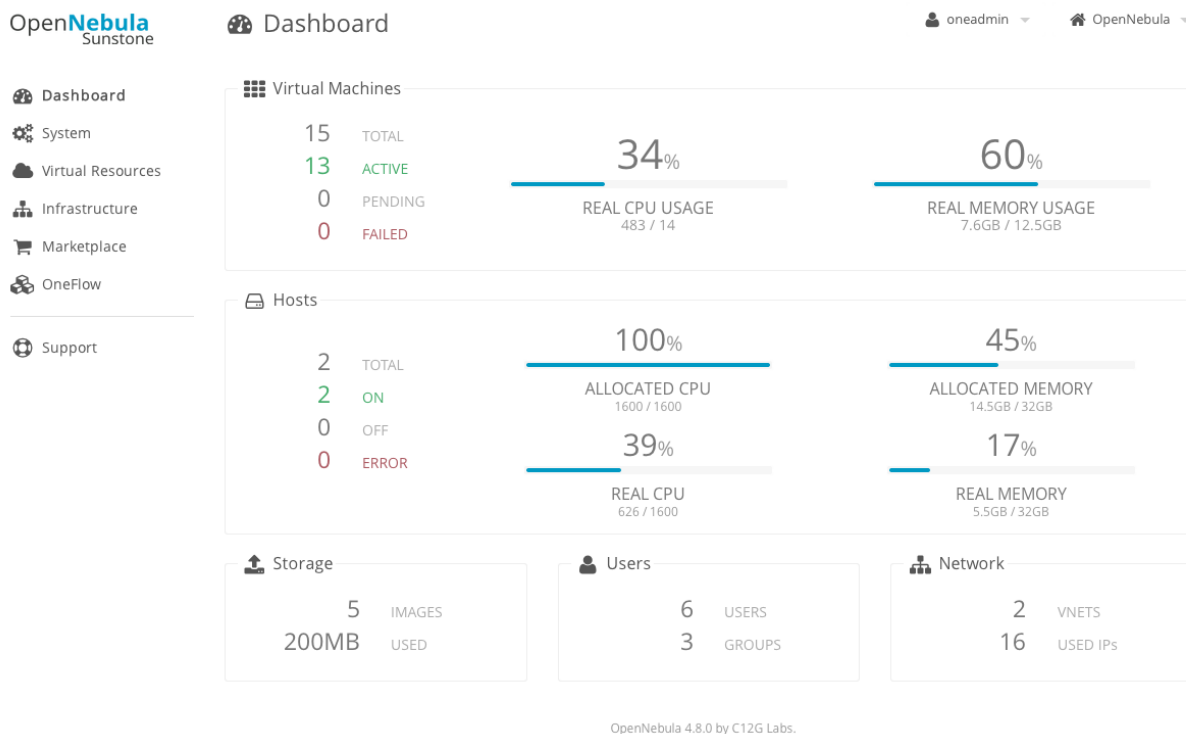 OpenNebula
Sunstone
Dashboard
oneadmin
OpenNebula
Dashboard
System
Virtual Resources
Infrastructure
Marketplace
OneFlow
Support
Virtual Machines
15 TOTAL
13 ACTIVE
0 PENDING
0 FAILED
34%
REAL CPU USAGE
483 / 14
60%
REAL MEMORY USAGE
7.6GB / 12.5GB
Hosts
2 TOTAL
2 ON
0 OFF
0 ERROR
100%
ALLOCATED CPU
1600 / 1600
45%
ALLOCATED MEMORY
14.5GB / 32GB
39%
REAL CPU
626 / 1600
17%
REAL MEMORY
5.5GB / 32GB
Storage
5 IMAGES
200MB USED
Users
6 USERS
3 GROUPS
Network
2 VNETS
16 USED IPs
OpenNebula 4.8.0 by C12G Labs.